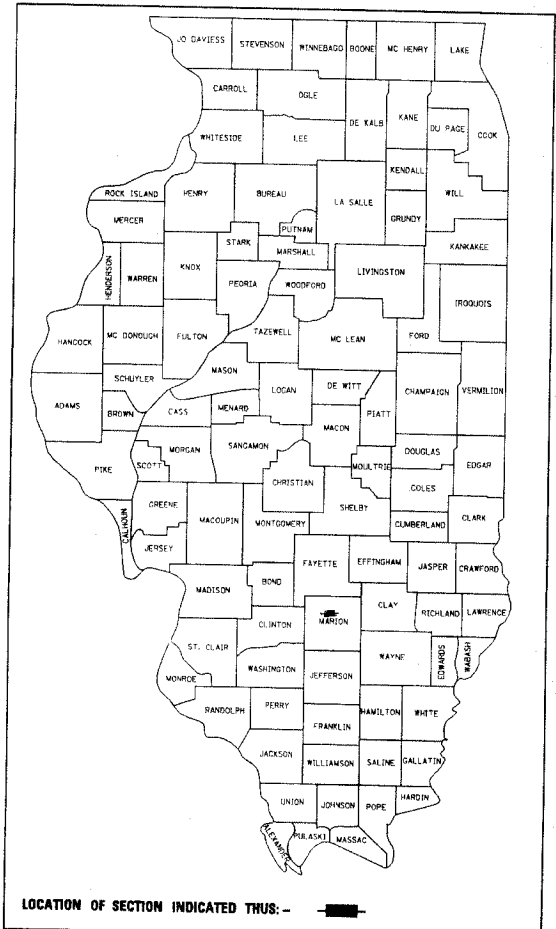 JO DAVIESS STEVENSON WINNEBAGO BOONE MC HENRY LAKE
CARROLL OGLE
DE KALB KANE DU PAGE COOK
WHITESIDE LEE
KENDALL WILL
ROCK ISLAND HENRY BUREAU LA SALLE GRUNDY
MERCER PUTNAM KANKAKEE
STARK MARSHALL
HENDERSON WARREN KNOX PEORIA WOODFORD LIVINGSTON IROQUOIS
HANCOCK MC DONOUGH FULTON TAZEWELL MC LEAN FORD
MASON
SCHUYLER LOGAN DE WITT CHAMPAIGN VERMILION
ADAMS BROWN CASS MENARD PIATT
MACON
MORGAN SANGAMON DOUGLAS
PIKE SCOTT CHRISTIAN MOULTRIE EDGAR
COLES
GREENE SHELBY
CALHOUN MACOUPIN MONTGOMERY CUMBERLAND CLARK
JERSEY
FAYETTE EFFINGHAM JASPER CRAWFORD
MADISON BOND
CLAY RICHLAND LAWRENCE
CLINTON MARION
ST. CLAIR WAYNE EDWARDS WABASH
WASHINGTON JEFFERSON
MONROE
RANDOLPH PERRY HAMILTON WHITE
FRANKLIN
JACKSON WILLIAMSON SALINE GALLATIN
UNION JOHNSON POPE HARDIN
ALEXANDER PULASKI MASSAC
LOCATION OF SECTION INDICATED THUS: -